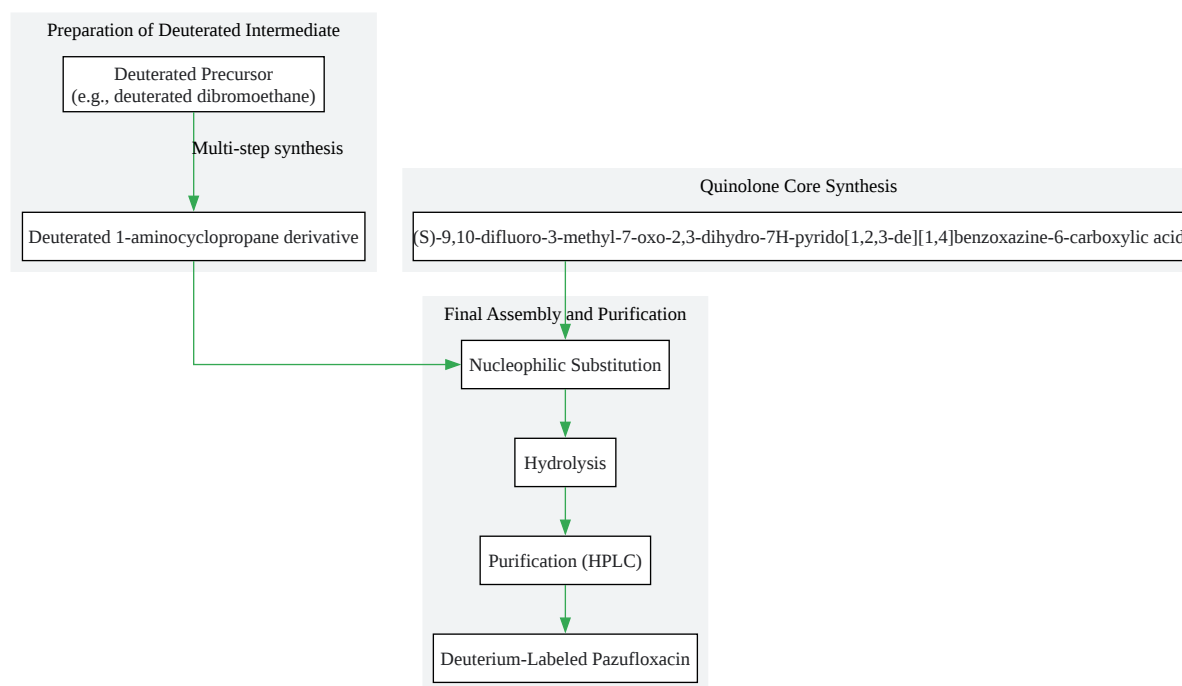 Preparation of Deuterated Intermediate
Deuterated Precursor
(e.g., deuterated dibromoethane)
Multi-step synthesis
Deuterated 1-aminocyclopropane derivative
Quinolone Core Synthesis
(S)-9,10-difluoro-3-methyl-7-oxo-2,3-dihydro-7H-pyrido[1,2,3-de][1,4]benzoxazine-6-carboxylic acid
Final Assembly and Purification
Nucleophilic Substitution
Hydrolysis
Purification (HPLC)
Deuterium-Labeled Pazufloxacin